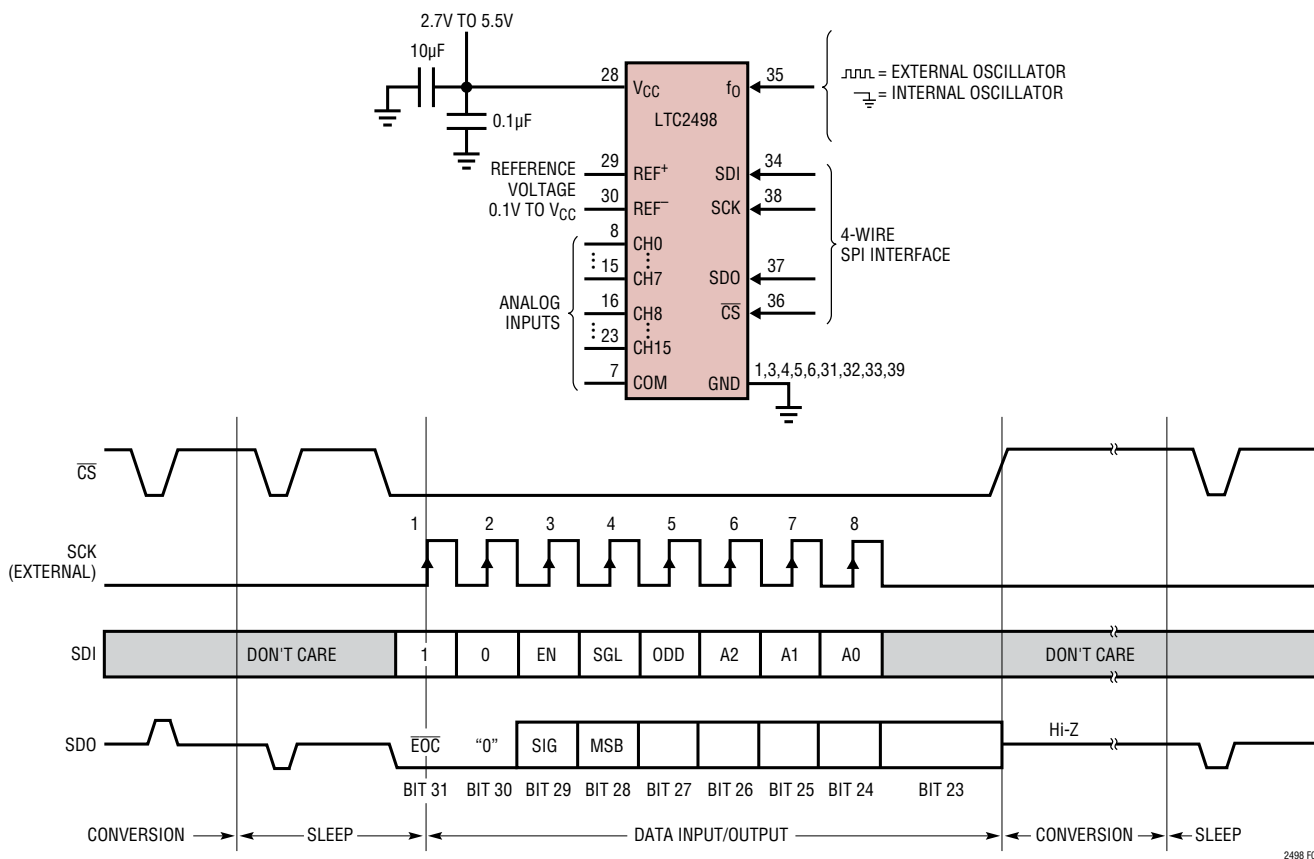 2.7V TO 5.5V
10µF
0.1µF
28
VCC
LTC2498
fO
35
= EXTERNAL OSCILLATOR
= INTERNAL OSCILLATOR
REFERENCE
VOLTAGE
0.1V TO VCC
29
REF+
30
REF–
SDI
34
SCK
38
SDO
37
CS
36
4-WIRE
SPI INTERFACE
ANALOG
INPUTS
8
CH0
15
CH7
16
CH8
23
CH15
7
COM
GND
1,3,4,5,6,31,32,33,39
CS
SCK
(EXTERNAL)
1 2 3 4 5 6 7 8
SDI
DON'T CARE 1 0 EN SGL ODD A2 A1 A0 DON'T CARE
SDO
EOC "0" SIG MSB Hi-Z
BIT 31 BIT 30 BIT 29 BIT 28 BIT 27 BIT 26 BIT 25 BIT 24 BIT 23
CONVERSION SLEEP DATA INPUT/OUTPUT CONVERSION SLEEP